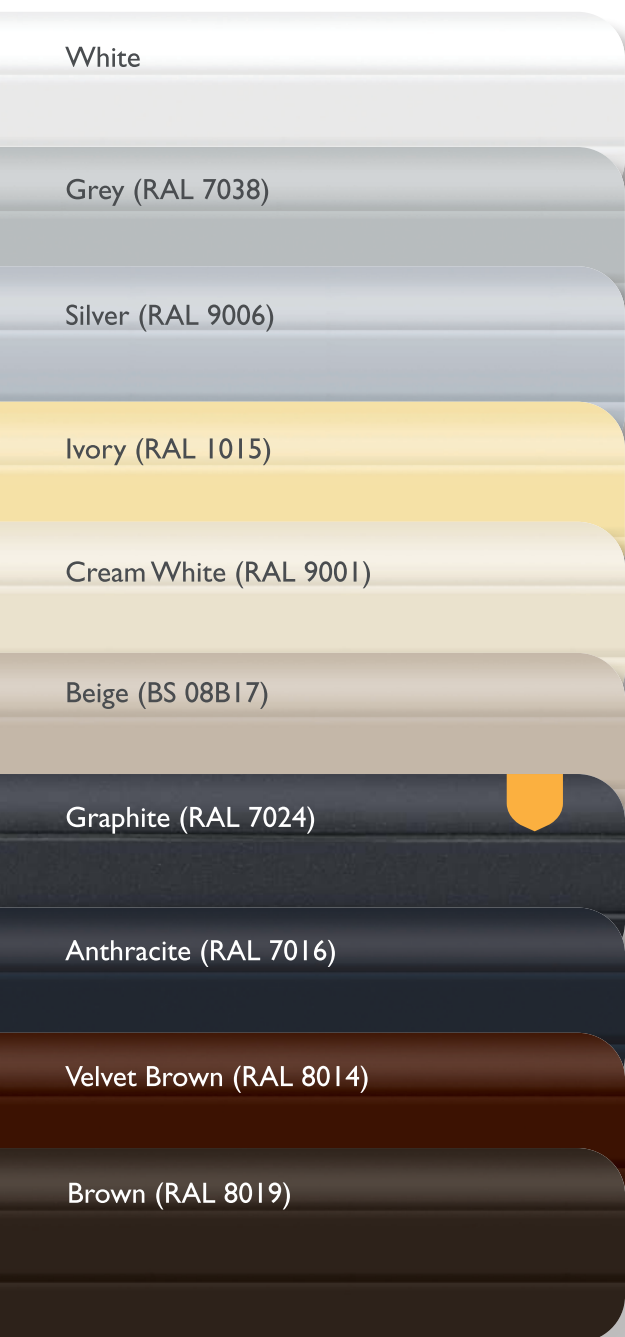 White
Grey (RAL 7038)
Silver (RAL 9006)
Ivory (RAL 1015)
Cream White (RAL 9001)
Beige (BS 08B17)
Graphite (RAL 7024)
Anthracite (RAL 7016)
Velvet Brown (RAL 8014)
Brown (RAL 8019)